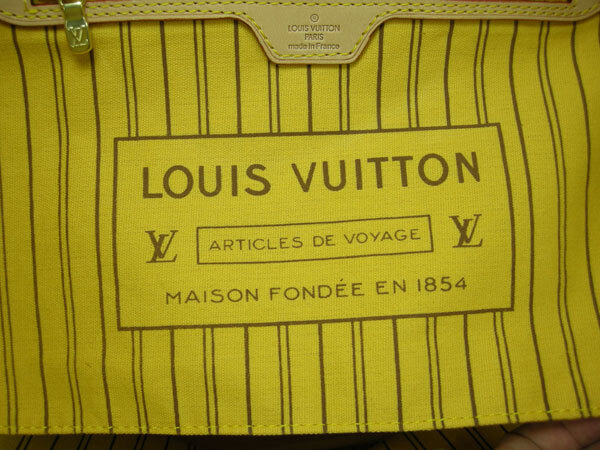 ®
LOUIS VUITTON
PARIS
made in France
LOUIS VUITTON
LV ARTICLES DE VOYAGE LV
MAISON FONDÉE EN 1854